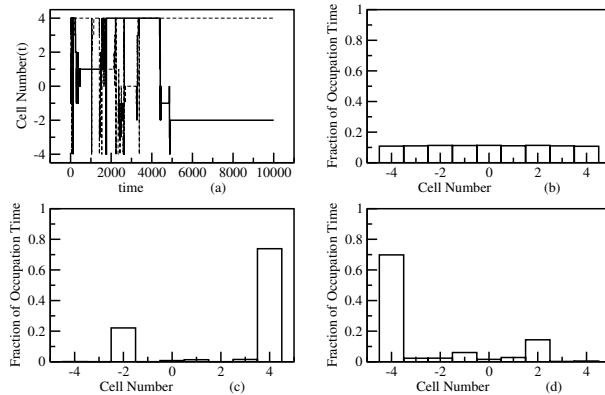 4
2
0
-2
-4
Cell Number(t)
0 2000 4000 6000 8000 10000
time (a)
1
0.8
0.6
0.4
0.2
0
Fraction of Occupation Time
-4 -2 0 2 4
Cell Number (b)
1
0.8
0.6
0.4
0.2
0
Fraction of Occupation Time
-4 -2 0 2 4
Cell Number (c)
1
0.8
0.6
0.4
0.2
0
Fraction of Occupation Time
-4 -2 0 2 4
Cell Number (d)